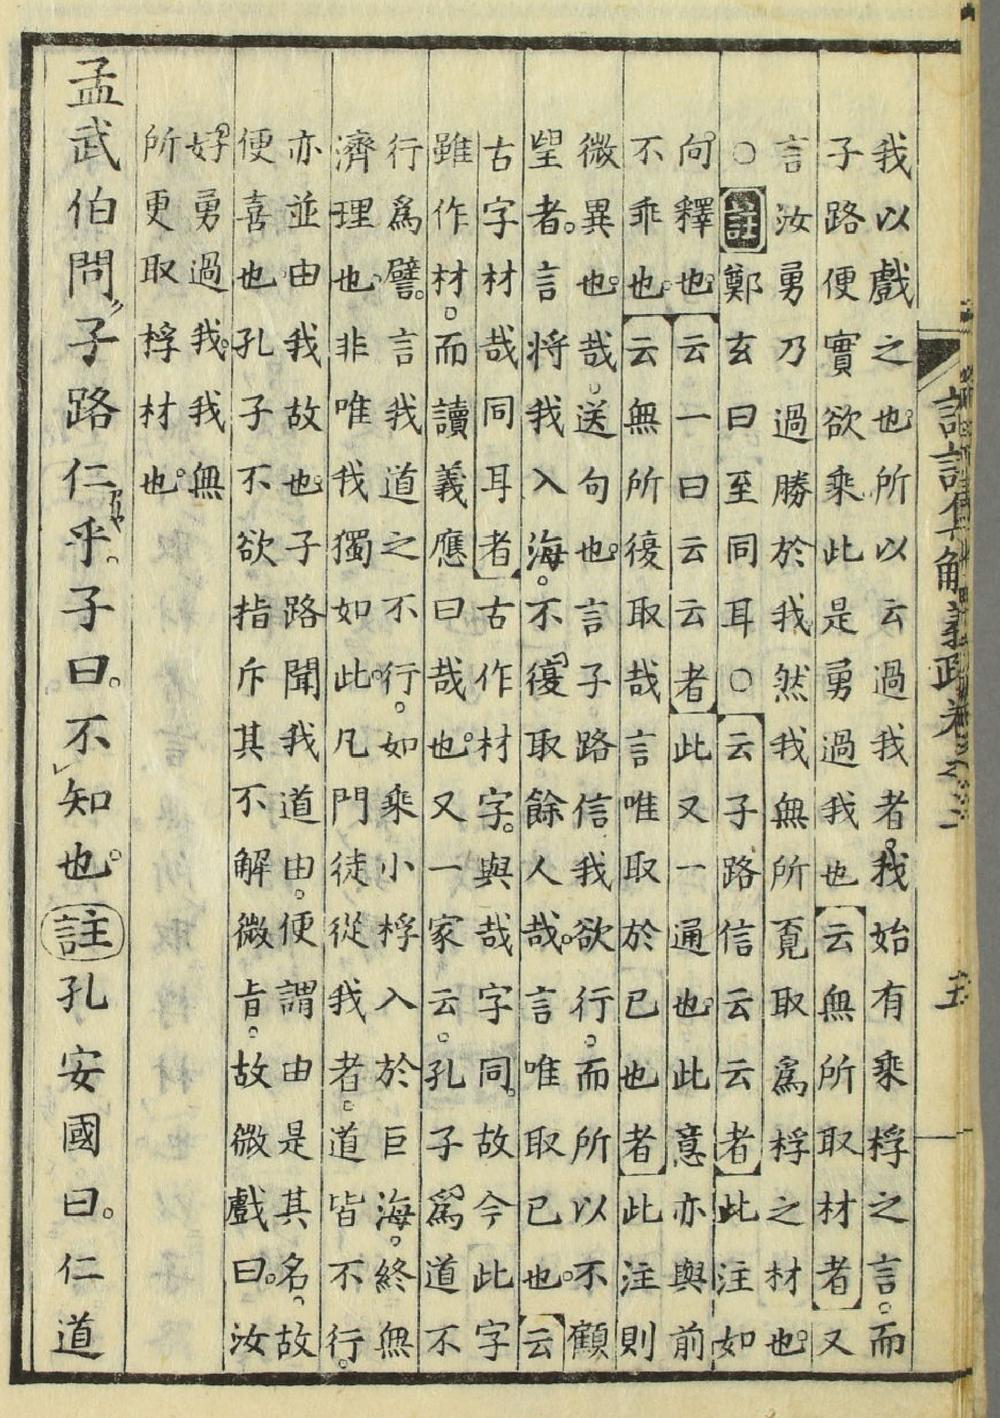 我以戲之也所以云過我者我始有乘桴之言而
子路便實欲乘此是勇過我也云無所取材者又
言汝勇乃過勝於我然我無所覓取為桴之材也
○註鄭玄曰至同耳○云子路信云云者此注如
向釋也云一曰云云者此又一通也此意亦與前
不乖也云無所復取哉言唯取於已也者此注則
微異也哉送句也言子路信我欲行而所以不顧
望者言将我入海不復取餘人哉言唯取已也云
古字材哉同耳者古作材字與哉字同故今此字
雖作材而讀義應曰哉也又一家云孔子為道不
行爲譬言我道之不行如乘小桴入於巨海終無
濟理也非唯我獨如此凡門徒從我者道皆不行
亦並由我故也子路聞我道由便謂由是其名故
便喜也孔子不欲指斥其不解微旨故微戲曰汝
好勇過我我無
所更取桴材也
孟武伯問子路仁乎子曰不知也註孔安國曰仁道